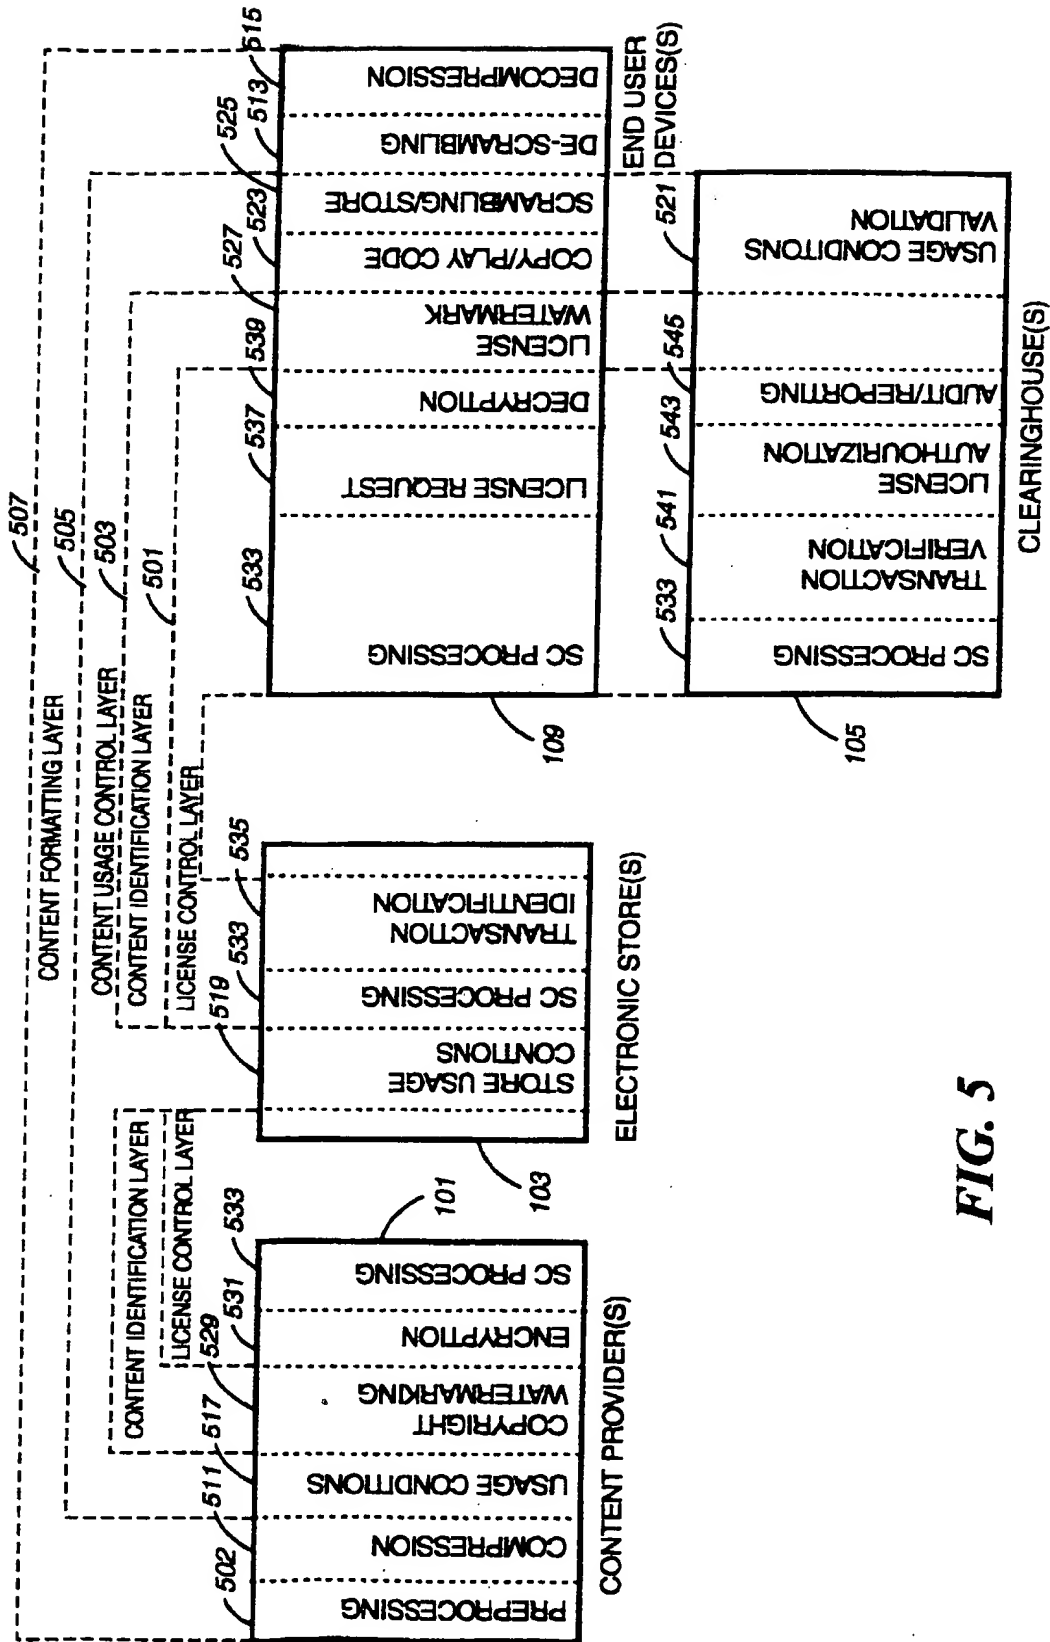 507
CONTENT FORMATTING LAYER
505
CONTENT USAGE CONTROL LAYER
503
CONTENT IDENTIFICATION LAYER
501
LICENSE CONTROL LAYER
CONTENT IDENTIFICATION LAYER
LICENSE CONTROL LAYER
502
511
517
529
531
533
PREPROCESSING
COMPRESSION
USAGE CONDITIONS
COPYRIGHT
WATERMARKING
ENCRYPTION
SC PROCESSING
101
CONTENT PROVIDER(S)
519
533
535
STORE USAGE
CONTIONS
SC PROCESSING
TRANSACTION
IDENTIFICATION
103
ELECTRONIC STORE(S)
533
537
539
527
523
525
513
515
SC PROCESSING
LICENSE REQUEST
DECRYPTION
LICENSE
WATERMARK
COPY/PLAY CODE
SCRAMBLING/STORE
DE-SCRAMBLING
DECOMPRESSION
109
END USER
DEVICES(S)
533
541
543
545
521
SC PROCESSING
TRANSACTION
VERIFICATION
LICENSE
AUTHOURIZATION
AUDIT/REPORTING
USAGE CONDITONS
VALIDATION
105
CLEARINGHOUSE(S)
FIG. 5